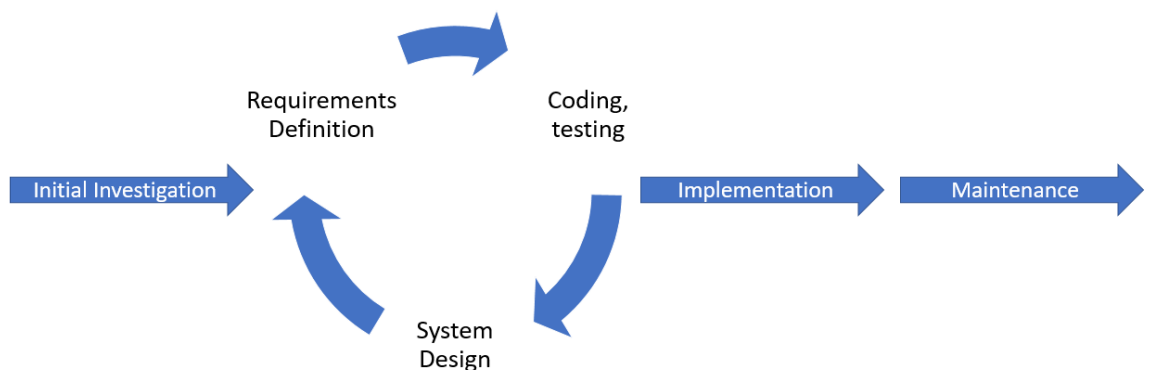 Requirements
Definition
Coding,
testing
Initial Investigation
Implementation
Maintenance
System
Design